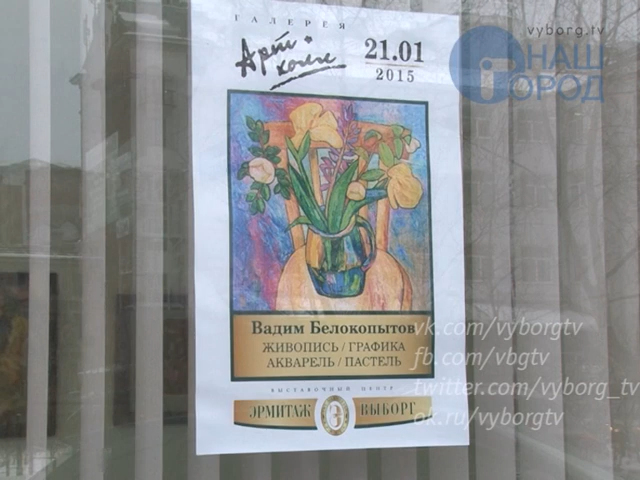 ГАЛЕРЕЯ
Арт холл
21.01
2015
vyborg.tv
НАШ
ГОРОД
Вадим Белокопытов
ЖИВОПИСЬ / ГРАФИКА
АКВАРЕЛЬ / ПАСТЕЛЬ
ВЫСТАВОЧНЫЙ ЦЕНТР
ЭРМИТАЖ Э ВЫБОРГ
vk.com/vyborgtv
fb.com/vbgtv
twitter.com/vyborg_tv
ok.ru/vyborgtv